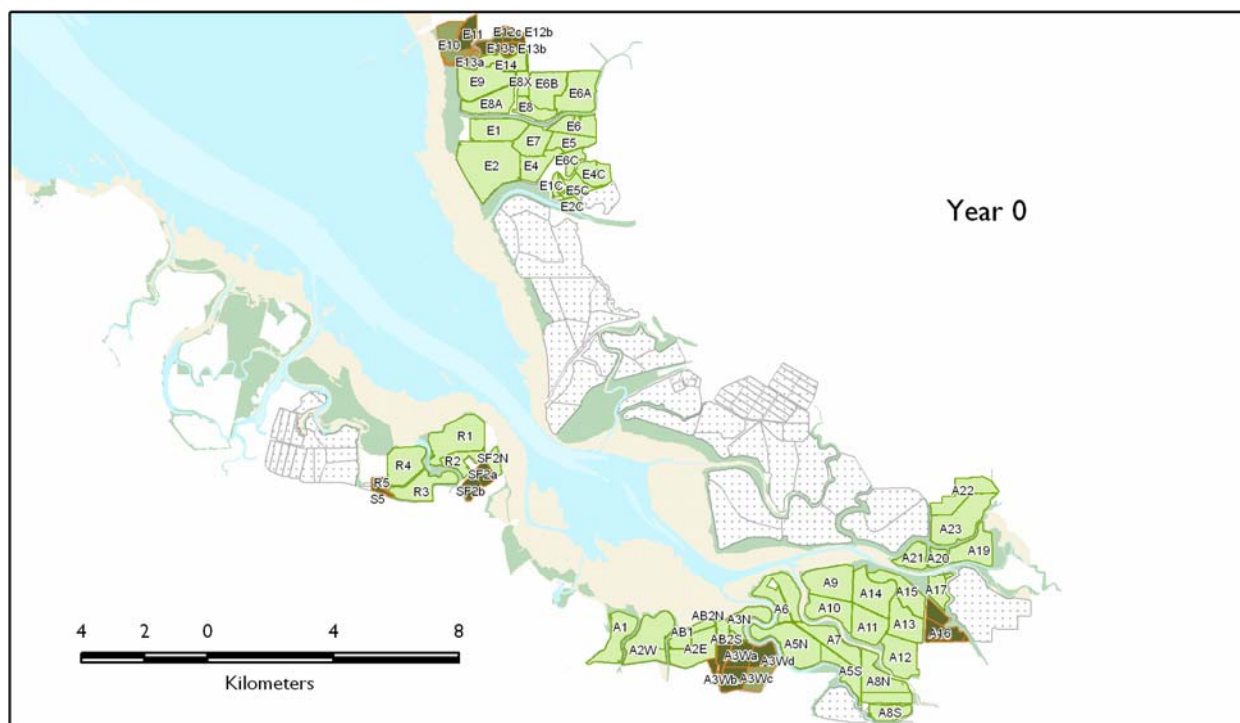 E11
E12c E12b
E10
E13c E13b
E13a
E14
E8X
E6B
E9
E6A
E8A
E8
E1
E6
E7
E5
E6C
E2
E4
E4C
E1C
E5C
E2C
Year 0
R1
SF2N
R2
R4
SF2a
R5
R3
SF2b
S5
A22
A23
A21
A20
A19
A9
A14
A15
A17
A6
A10
A11
A13
A16
A1
AB2N
A3N
AB1
AB2S
A5N
A7
A2W
A2E
A3Wa
A3Wd
A12
A3Wb
A3Wc
A5S
A8N
A8S
4 2 0 4 8
Kilometers